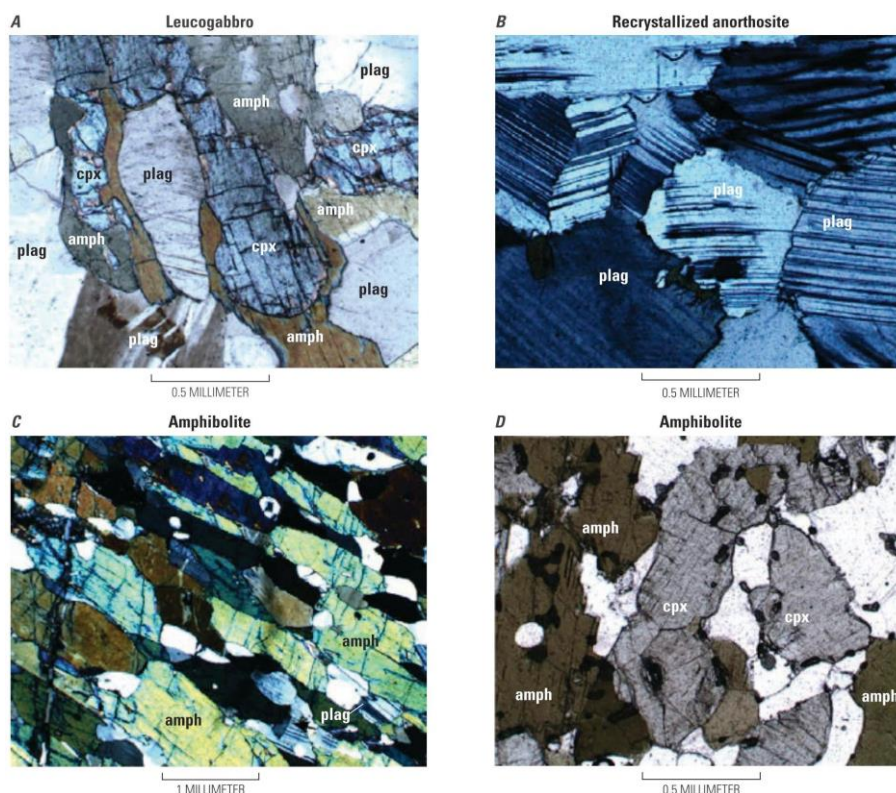 A Leucogabbro
B Recrystallized anorthosite
plag
amph
cpx
cpx
plag
amph
plag
amph
cpx
plag
plag
amph
plag
plag
plag
0.5 MILLIMETER
0.5 MILLIMETER
C Amphibolite
D Amphibolite
amph
amph
plag
amph
cpx
cpx
amph
amph
1 MILLIMETER
0.5 MILLIMETER